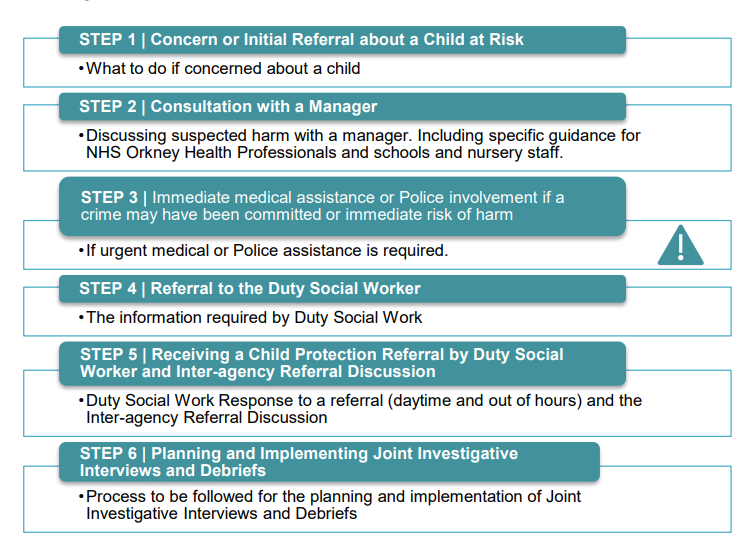 STEP 1 | Concern or Initial Referral about a Child at Risk
•What to do if concerned about a child
STEP 2 | Consultation with a Manager
•Discussing suspected harm with a manager. Including specific guidance for
NHS Orkney Health Professionals and schools and nursery staff.
STEP 3 | Immediate medical assistance or Police involvement if a
crime may have been committed or immediate risk of harm
•If urgent medical or Police assistance is required.
STEP 4 | Referral to the Duty Social Worker
•The information required by Duty Social Work
STEP 5 | Receiving a Child Protection Referral by Duty Social
Worker and Inter-agency Referral Discussion
•Duty Social Work Response to a referral (daytime and out of hours) and the
Inter-agency Referral Discussion
STEP 6 | Planning and Implementing Joint Investigative
Interviews and Debriefs
•Process to be followed for the planning and implementation of Joint
Investigative Interviews and Debriefs